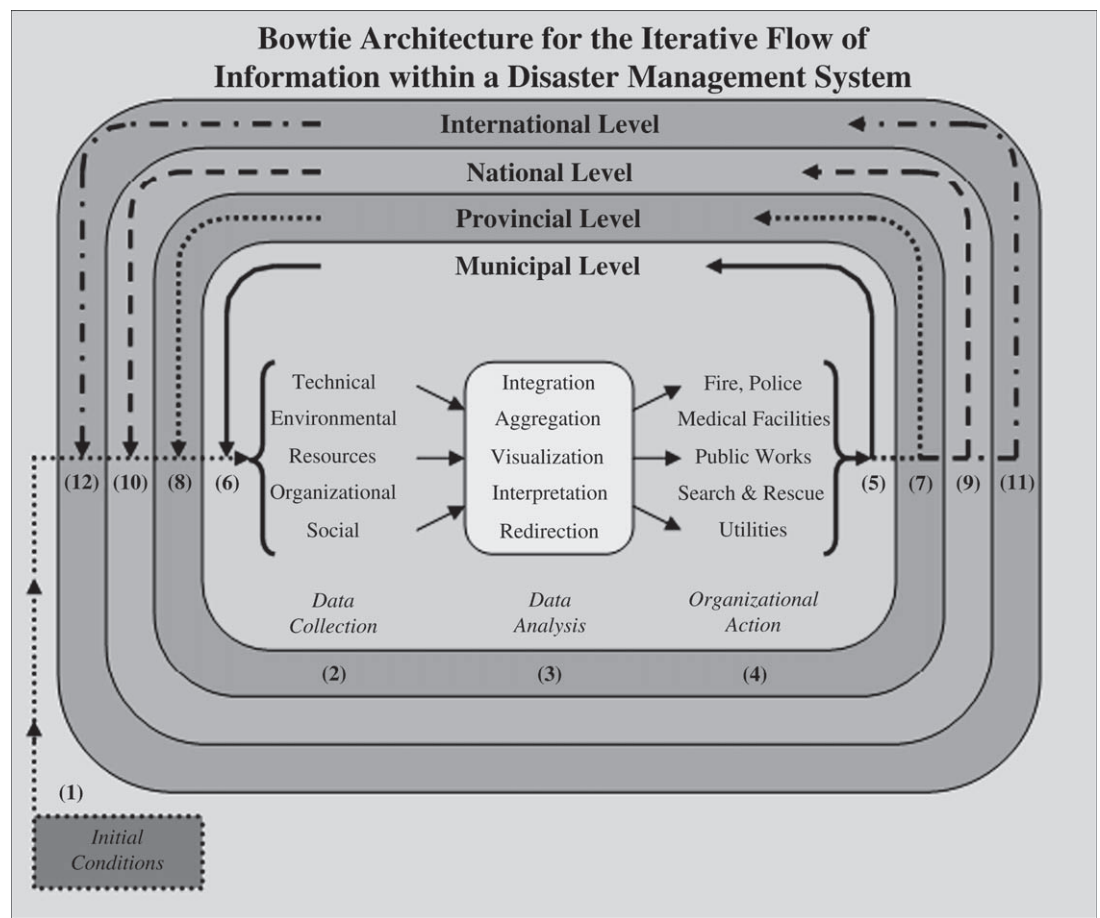 Bowtie Architecture for the Iterative Flow of
Information within a Disaster Management System
International Level
National Level
Provincial Level
Municipal Level
Technical
Environmental
Resources
Organizational
Social
Integration
Aggregation
Visualization
Interpretation
Redirection
Fire, Police
Medical Facilities
Public Works
Search & Rescue
Utilities
(12) (10) (8) (6)
(5) (7) (9) (11)
Data
Collection
(2)
Data
Analysis
(3)
Organizational
Action
(4)
(1)
Initial
Conditions